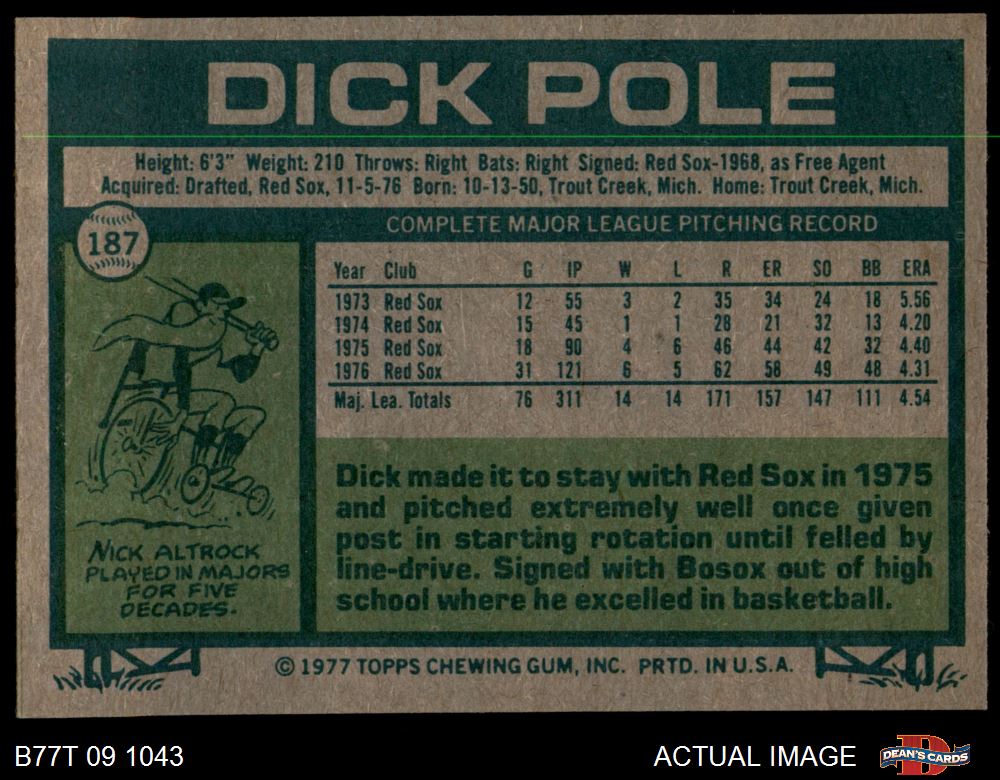 DICK POLE
Height: 6'3" Weight: 210 Throws: Right Bats: Right Signed: Red Sox-1968, as Free Agent
Acquired: Drafted, Red Sox, 11-5-76 Born: 10-13-50, Trout Creek, Mich. Home: Trout Creek, Mich.
187
COMPLETE MAJOR LEAGUE PITCHING RECORD
Year Club G IP W L R ER SO BB ERA
1973 Red Sox 12 55 3 2 35 34 24 18 5.56
1974 Red Sox 15 45 1 1 28 21 32 13 4.20
1975 Red Sox 18 90 4 6 46 44 42 32 4.40
1976 Red Sox 31 121 6 5 62 58 49 48 4.31
Maj. Lea. Totals 76 311 14 14 171 157 147 111 4.54
NICK ALTROCK
PLAYED IN MAJORS
FOR FIVE
DECADES.
Dick made it to stay with Red Sox in 1975
and pitched extremely well once given
post in starting rotation until felled by
line-drive. Signed with Bosox out of high
school where he excelled in basketball.
© 1977 TOPPS CHEWING GUM, INC. PRTD. IN U.S.A.
B77T 09 1043
ACTUAL IMAGE
DEAN'S CARDS